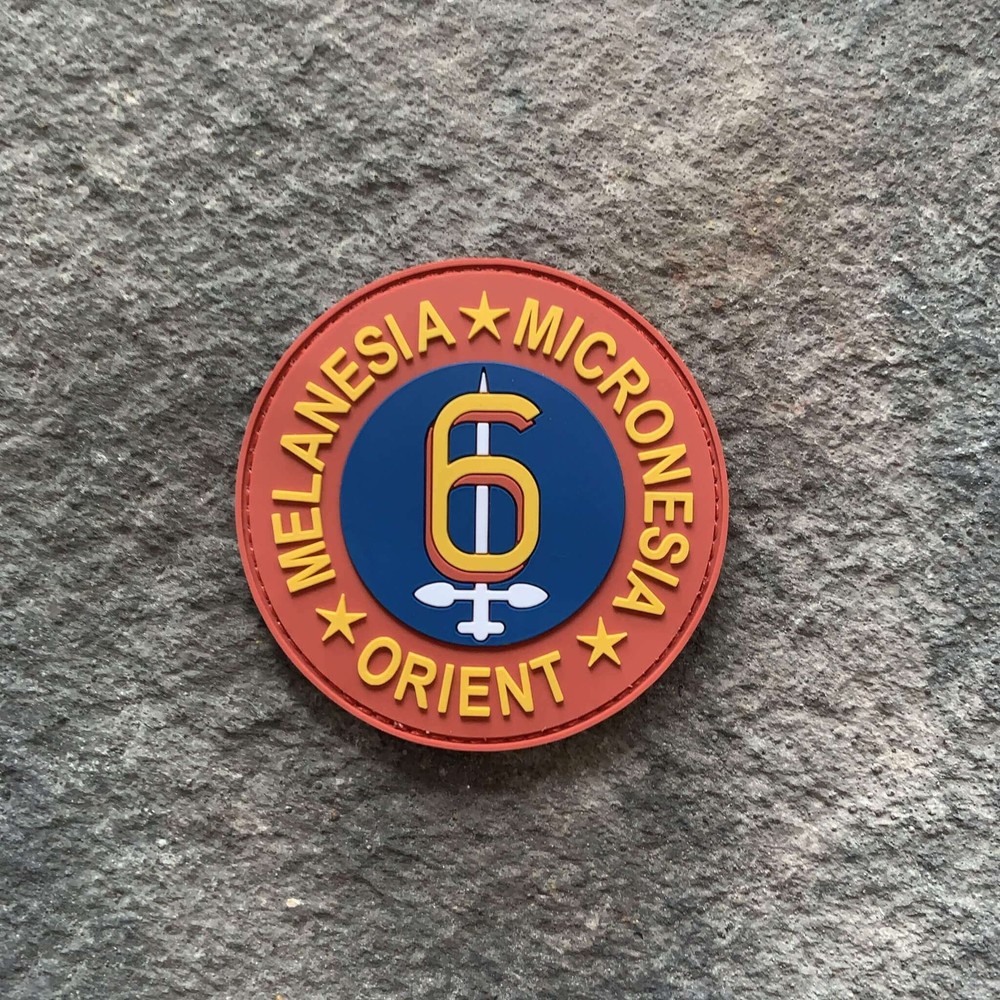 MELANESIA ★ MICRONESIA ★ ORIENT ★
6